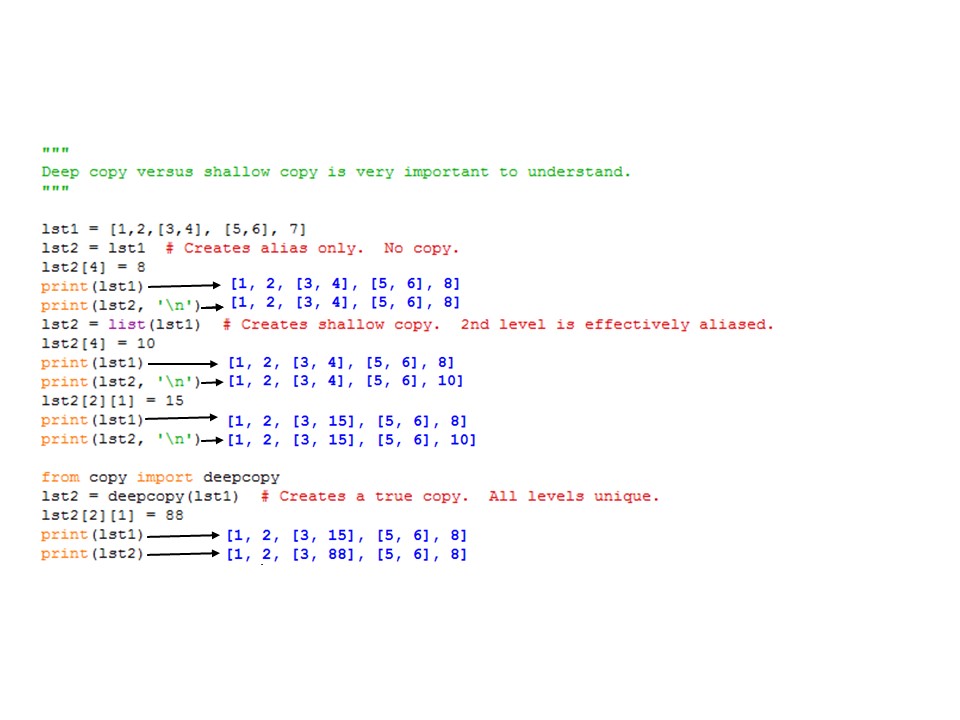 """
Deep copy versus shallow copy is very important to understand.
"""
lst1 = [1,2,[3,4], [5,6], 7]
lst2 = lst1  # Creates alias only.  No copy.
lst2[4] = 8
print(lst1) [1, 2, [3, 4], [5, 6], 8]
print(lst2, '\n') [1, 2, [3, 4], [5, 6], 8]
lst2 = list(lst1)  # Creates shallow copy.  2nd level is effectively aliased.
lst2[4] = 10
print(lst1) [1, 2, [3, 4], [5, 6], 8]
print(lst2, '\n') [1, 2, [3, 4], [5, 6], 10]
lst2[2][1] = 15
print(lst1) [1, 2, [3, 15], [5, 6], 8]
print(lst2, '\n') [1, 2, [3, 15], [5, 6], 10]
from copy import deepcopy
lst2 = deepcopy(lst1)  # Creates a true copy.  All levels unique.
lst2[2][1] = 88
print(lst1) [1, 2, [3, 15], [5, 6], 8]
print(lst2) [1, 2, [3, 88], [5, 6], 8]